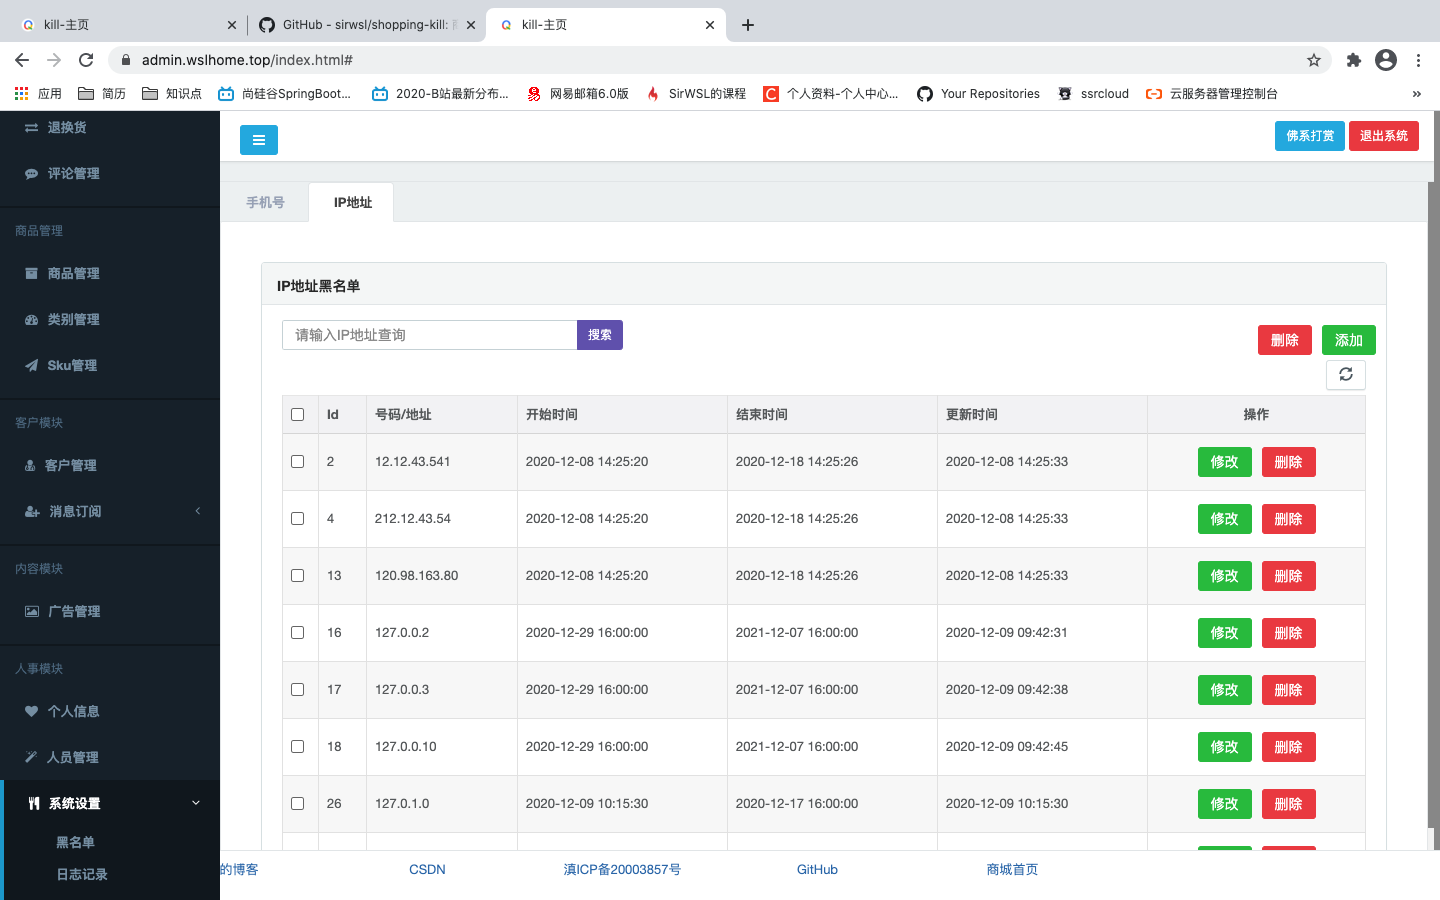 kill-主页
GitHub - sirwsl/shopping-kill:
kill-主页
admin.wslhome.top/index.html#
应用
简历
知识点
尚硅谷SpringBoot...
2020-B站最新分布...
网易邮箱6.0版
SirWSL的课程
个人资料-个人中心...
Your Repositories
ssrcloud
云服务器管理控制台
»
退换货
评论管理
商品管理
商品管理
类别管理
Sku管理
客户模块
客户管理
消息订阅
内容模块
广告管理
人事模块
个人信息
人员管理
系统设置
黑名单
日志记录
佛系打赏 退出系统
手机号 IP地址
IP地址黑名单
请输入IP地址查询 搜索
删除 添加
Id 号码/地址 开始时间 结束时间 更新时间 操作
2 12.12.43.541 2020-12-08 14:25:20 2020-12-18 14:25:26 2020-12-08 14:25:33 修改 删除
4 212.12.43.54 2020-12-08 14:25:20 2020-12-18 14:25:26 2020-12-08 14:25:33 修改 删除
13 120.98.163.80 2020-12-08 14:25:20 2020-12-18 14:25:26 2020-12-08 14:25:33 修改 删除
16 127.0.0.2 2020-12-29 16:00:00 2021-12-07 16:00:00 2020-12-09 09:42:31 修改 删除
17 127.0.0.3 2020-12-29 16:00:00 2021-12-07 16:00:00 2020-12-09 09:42:38 修改 删除
18 127.0.0.10 2020-12-29 16:00:00 2021-12-07 16:00:00 2020-12-09 09:42:45 修改 删除
26 127.0.1.0 2020-12-09 10:15:30 2020-12-17 16:00:00 2020-12-09 10:15:30 修改 删除
的博客 CSDN 滇ICP备20003857号 GitHub 商城首页